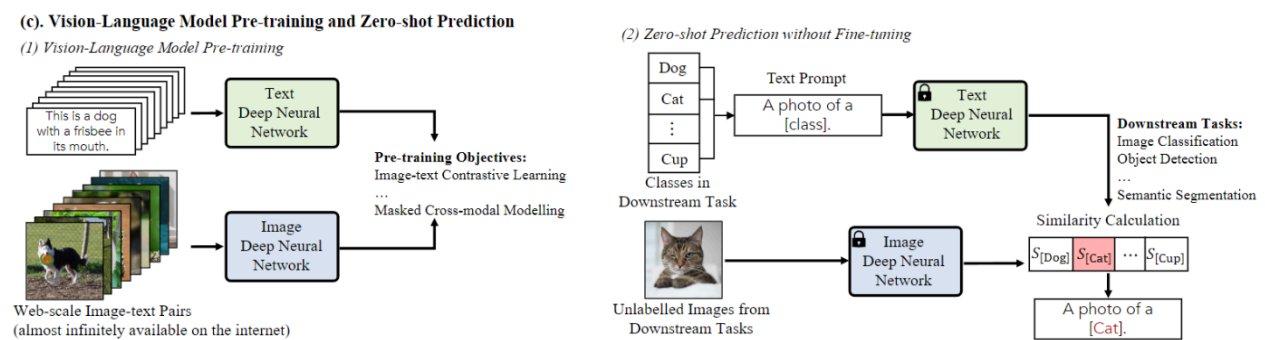 (c). Vision-Language Model Pre-training and Zero-shot Prediction
(1) Vision-Language Model Pre-training
This is a dog
with a frisbee in
its mouth.
Text
Deep Neural
Network
Pre-training Objectives:
Image-text Contrastive Learning
...
Masked Cross-modal Modelling
Image
Deep Neural
Network
Web-scale Image-text Pairs
(almost infinitely available on the internet)
(2) Zero-shot Prediction without Fine-tuning
Dog
Cat
⋮
Cup
Classes in
Downstream Task
Text Prompt
A photo of a
[class].
Text
Deep Neural
Network
Downstream Tasks:
Image Classification
Object Detection
...
Semantic Segmentation
Unlabelled Images from
Downstream Tasks
Image
Deep Neural
Network
Similarity Calculation
S[Dog] S[Cat] ··· S[Cup]
A photo of a
[Cat].